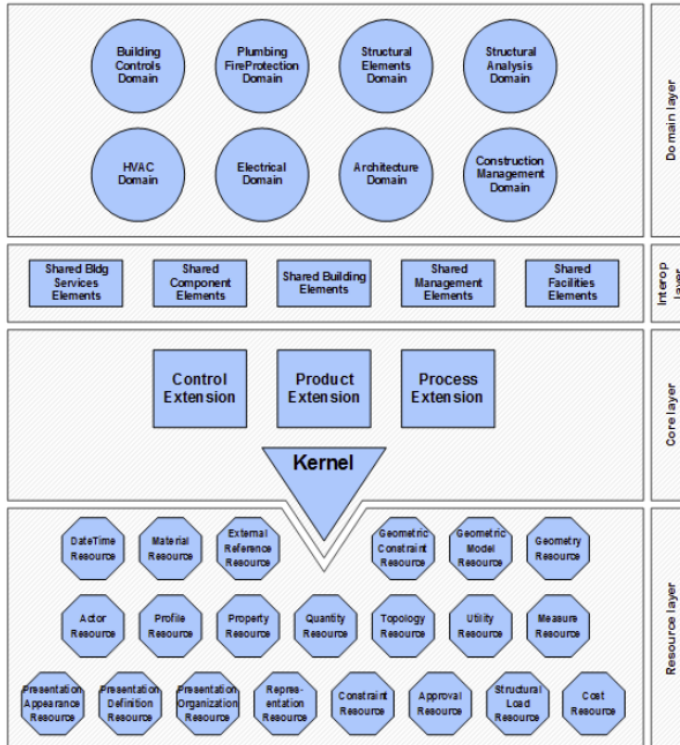 Building
Controls
Domain
Plumbing
FireProtection
Domain
Structural
Elements
Domain
Structural
Analysis
Domain
HVAC
Domain
Electrical
Domain
Architecture
Domain
Construction
Management
Domain
Domain layer
Shared Bldg
Services
Elements
Shared
Component
Elements
Shared Building
Elements
Shared
Management
Elements
Shared
Facilities
Elements
Interop
layer
Control
Extension
Product
Extension
Process
Extension
Kernel
Core layer
DateTime
Resource
Material
Resource
External
Reference
Resource
Geometric
Constraint
Resource
Geometric
Model
Resource
Geometry
Resource
Actor
Resource
Profile
Resource
Property
Resource
Quantity
Resource
Topology
Resource
Utility
Resource
Measure
Resource
Presentation
Appearance
Resource
Presentation
Definition
Resource
Presentation
Organization
Resource
Repres-
entation
Resource
Constraint
Resource
Approval
Resource
Structural
Load
Resource
Cost
Resource
Resource layer